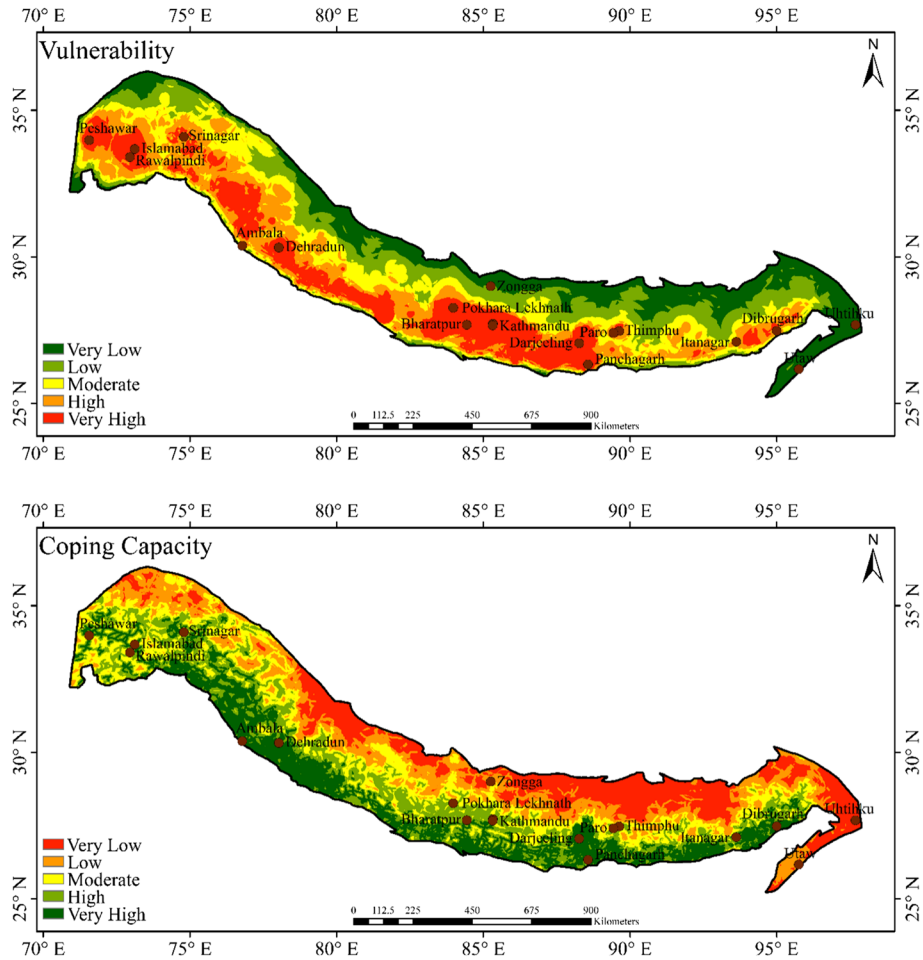 70° E 75° E 80° E 85° E 90° E 95° E
Vulnerability
N
35° N
35° N
Peshawar
Srinagar
Islamabad
Rawalpindi
Ambala
Dehradun
30° N
30° N
Zongga
Pokhara Lekhnath
Bharatpur
Kathmandu
Paro
Thimphu
Darjeeling
Panchagarh
Itanagar
Dibrugarh
Uhtihku
Ulaw
Very Low
Low
Moderate
High
Very High
25° N
25° N
0 112.5 225 450 675 900
Kilometers
70° E 75° E 80° E 85° E 90° E 95° E
70° E 75° E 80° E 85° E 90° E 95° E
Coping Capacity
N
35° N
35° N
Peshawar
Srinagar
Islamabad
Rawalpindi
Ambala
Dehradun
30° N
30° N
Zongga
Pokhara Lekhnath
Bharatpur
Kathmandu
Paro
Thimphu
Darjeeling
Panchagarh
Itanagar
Dibrugarh
Uhtihku
Ulaw
Very Low
Low
Moderate
High
Very High
25° N
25° N
0 112.5 225 450 675 900
Kilometers
70° E 75° E 80° E 85° E 90° E 95° E